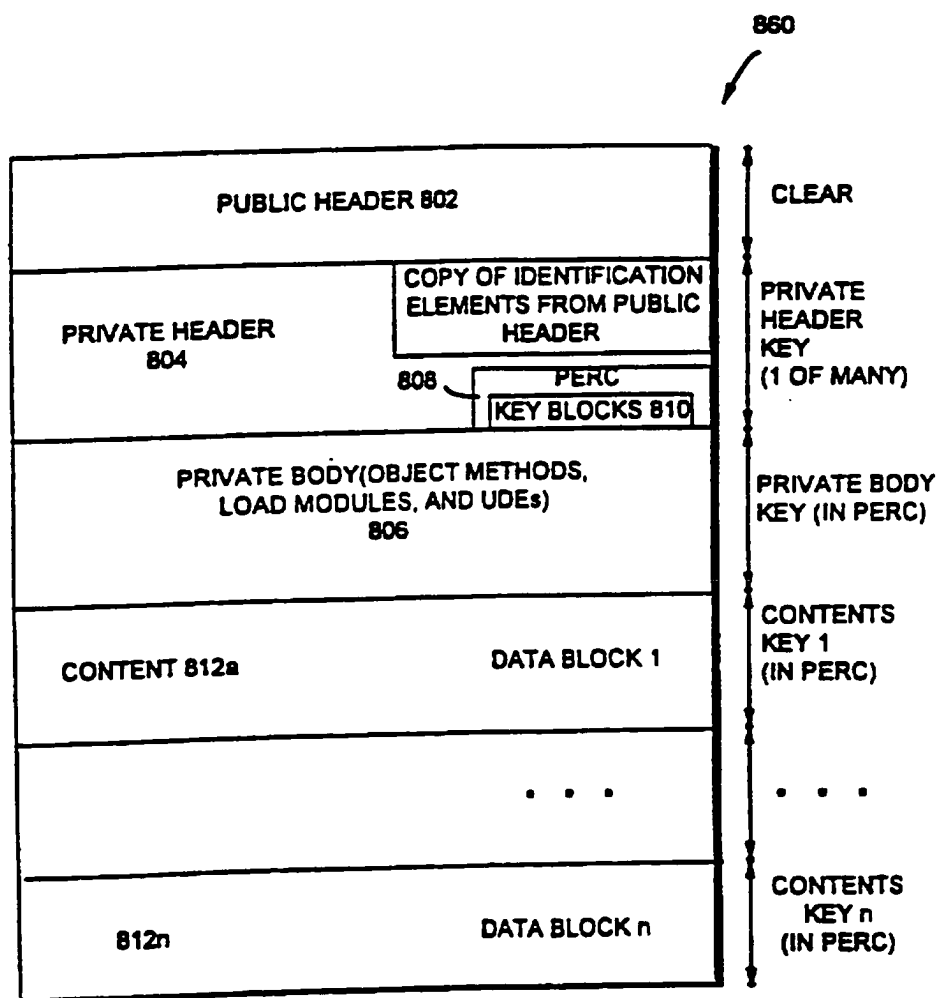 860
PUBLIC HEADER 802
CLEAR
COPY OF IDENTIFICATION
ELEMENTS FROM PUBLIC
HEADER
PRIVATE HEADER
804
PRIVATE
HEADER
KEY
(1 OF MANY)
808
PERC
KEY BLOCKS 810
PRIVATE BODY(OBJECT METHODS,
LOAD MODULES, AND UDEs)
806
PRIVATE BODY
KEY (IN PERC)
CONTENT 812a
DATA BLOCK 1
CONTENTS
KEY 1
(IN PERC)
. . .
. . .
812n
DATA BLOCK n
CONTENTS
KEY n
(IN PERC)